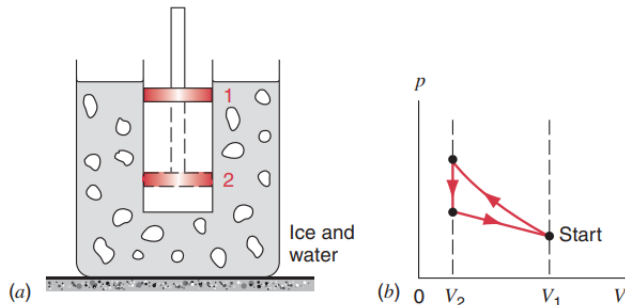 1
2
Ice and
water
(a)
p
Start
0 V₂ V₁ V
(b)